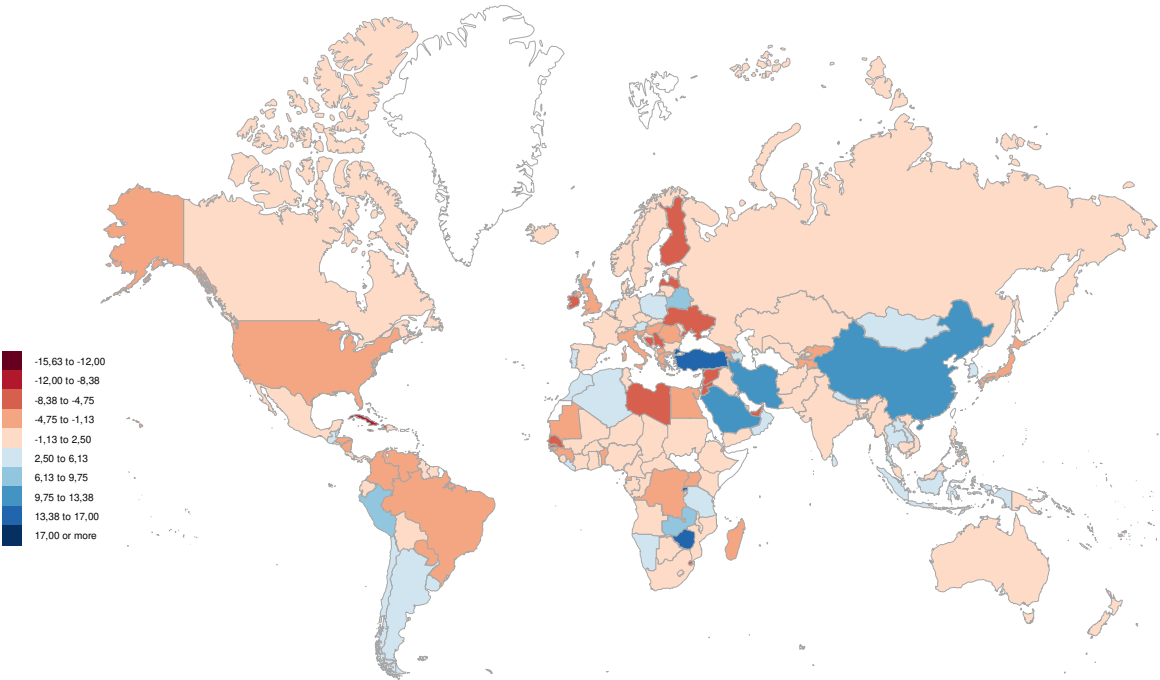 -15,63 to -12,00
-12,00 to -8,38
-8,38 to -4,75
-4,75 to -1,13
-1,13 to 2,50
2,50 to 6,13
6,13 to 9,75
9,75 to 13,38
13,38 to 17,00
17,00 or more